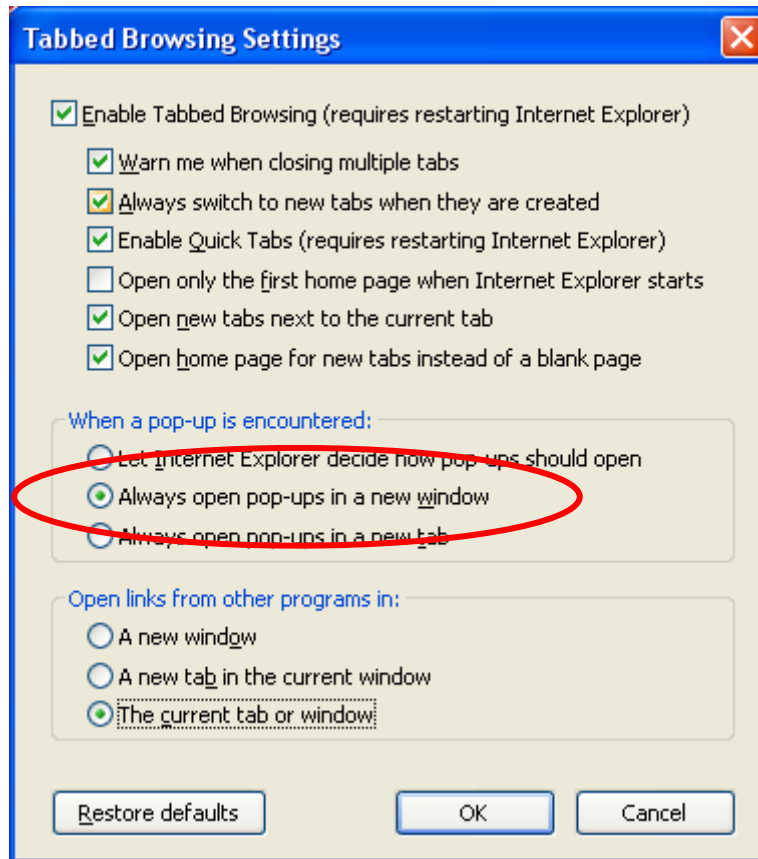 Tabbed Browsing Settings
Enable Tabbed Browsing (requires restarting Internet Explorer)
Warn me when closing multiple tabs
Always switch to new tabs when they are created
Enable Quick Tabs (requires restarting Internet Explorer)
Open only the first home page when Internet Explorer starts
Open new tabs next to the current tab
Open home page for new tabs instead of a blank page
When a pop-up is encountered:
Let Internet Explorer decide how pop-ups should open
Always open pop-ups in a new window
Always open pop-ups in a new tab
Open links from other programs in:
A new window
A new tab in the current window
The current tab or window
Restore defaults
OK
Cancel